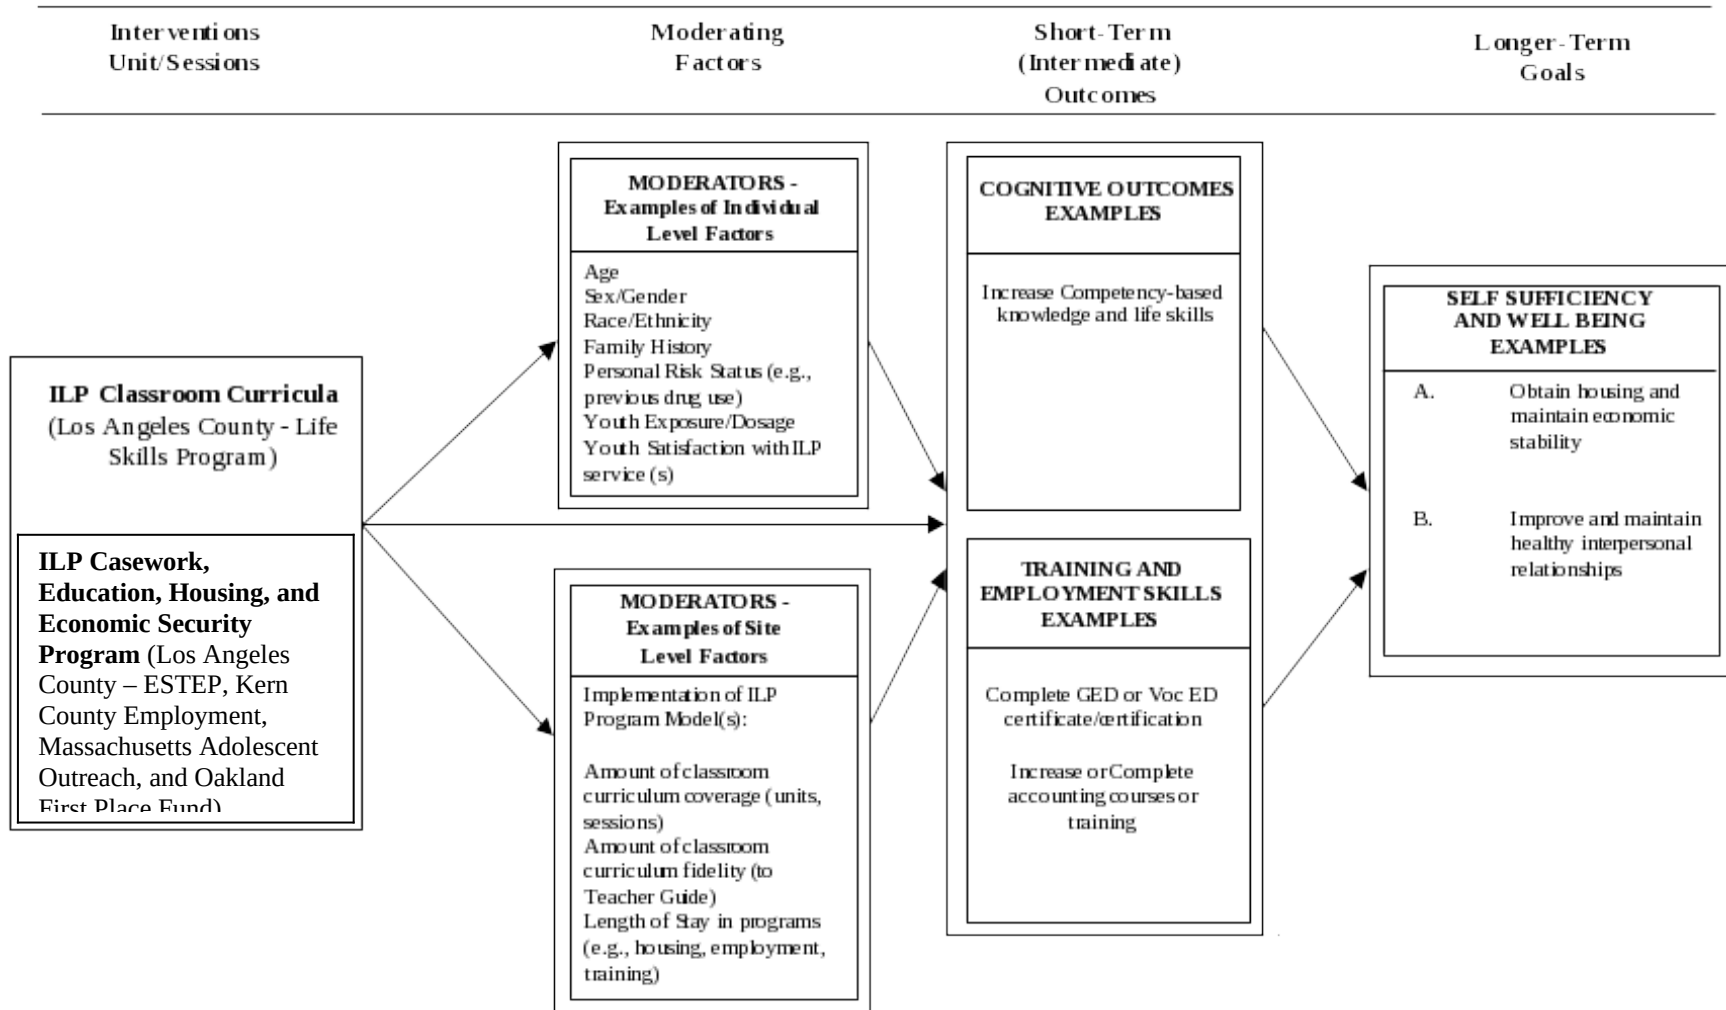 Interventions
Unit/Sessions
Moderating
Factors
Short-Term
(Intermediate)
Outcomes
Longer-Term
Goals
ILP Classroom Curricula
(Los Angeles County - Life
Skills Program)
ILP Casework,
Education, Housing, and
Economic Security
Program (Los Angeles
County – ESTEP, Kern
County Employment,
Massachusetts Adolescent
Outreach, and Oakland
First Place Fund)
MODERATORS -
Examples of Individual
Level Factors
Age
Sex/Gender
Race/Ethnicity
Family History
Personal Risk Status (e.g.,
previous drug use)
Youth Exposure/Dosage
Youth Satisfaction with ILP
service (s)
MODERATORS -
Examples of Site
Level Factors
Implementation of ILP
Program Model(s):
Amount of classroom
curriculum coverage (units,
sessions)
Amount of classroom
curriculum fidelity (to
Teacher Guide)
Length of Stay in programs
(e.g., housing, employment,
training)
COGNITIVE OUTCOMES
EXAMPLES
Increase Competency-based
knowledge and life skills
TRAINING AND
EMPLOYMENT SKILLS
EXAMPLES
Complete GED or Voc ED
certificate/certification
Increase or Complete
accounting courses or
training
SELF SUFFICIENCY
AND WELL BEING
EXAMPLES
A. Obtain housing and
maintain economic
stability
B. Improve and maintain
healthy interpersonal
relationships